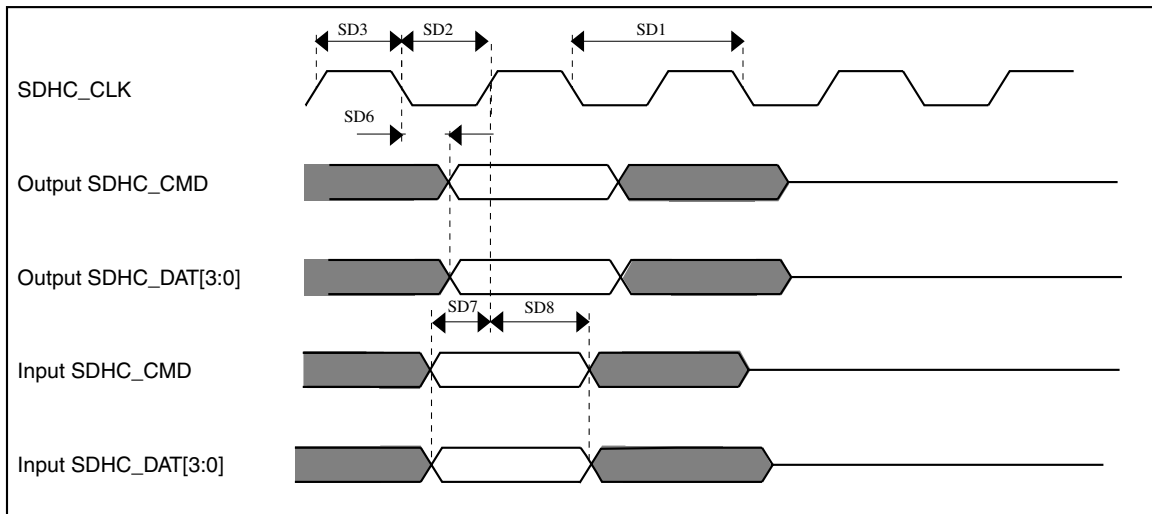 SD3 SD2 SD1
SDHC_CLK
SD6
Output SDHC_CMD
Output SDHC_DAT[3:0]
SD7 SD8
Input SDHC_CMD
Input SDHC_DAT[3:0]